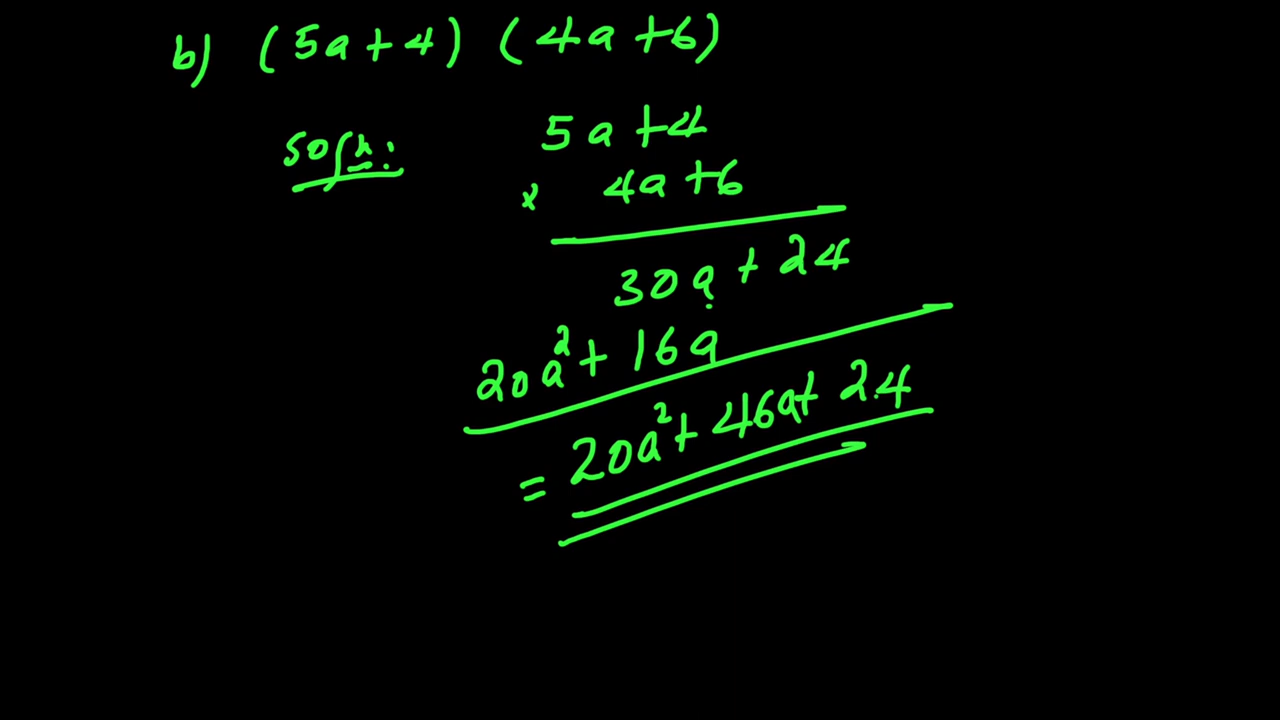 b) (5a+4) (4a+6)
Soln:
5a+4
× 4a+6
30a + 24
20a² + 16a
= 20a² + 46a + 24